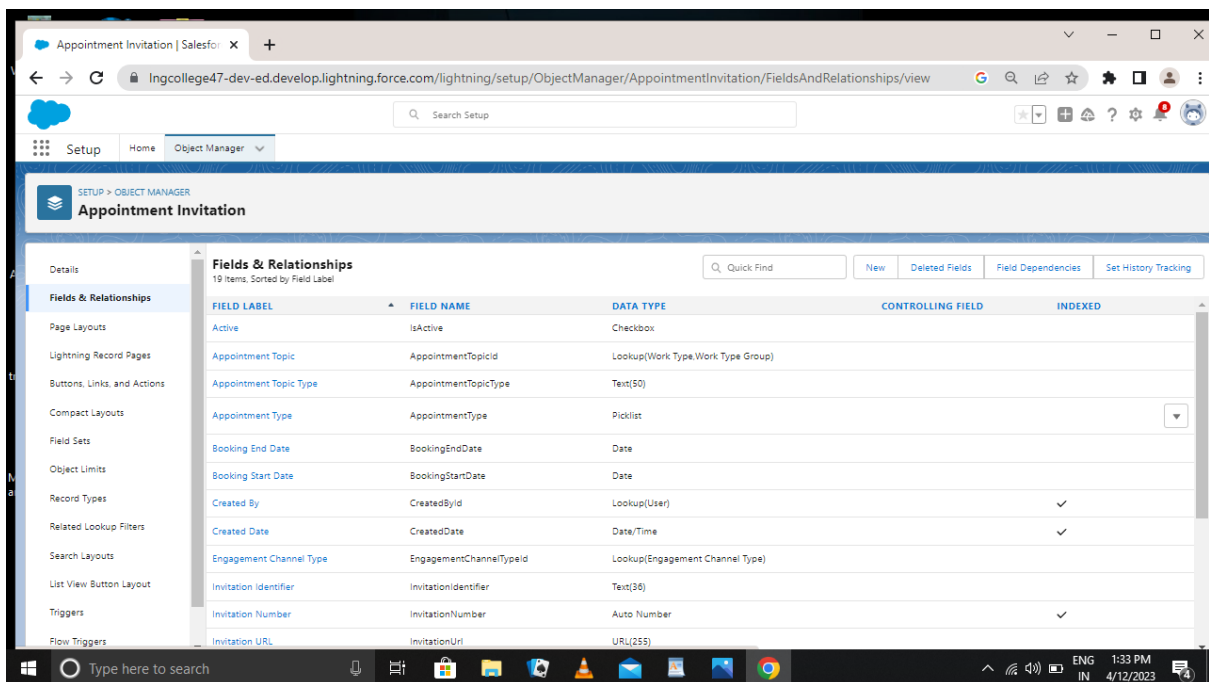 Appointment Invitation | Salesfor
lngcollege47-dev-ed.develop.lightning.force.com/lightning/setup/ObjectManager/AppointmentInvitation/FieldsAndRelationships/view
Search Setup
8
Setup Home Object Manager
SETUP > OBJECT MANAGER
Appointment Invitation
Details
Fields & Relationships
Page Layouts
Lightning Record Pages
Buttons, Links, and Actions
Compact Layouts
Field Sets
Object Limits
Record Types
Related Lookup Filters
Search Layouts
List View Button Layout
Triggers
Flow Triggers
Fields & Relationships
19 Items, Sorted by Field Label
Quick Find New Deleted Fields Field Dependencies Set History Tracking
FIELD LABEL FIELD NAME DATA TYPE CONTROLLING FIELD INDEXED
Active IsActive Checkbox
Appointment Topic AppointmentTopicId Lookup(Work Type,Work Type Group)
Appointment Topic Type AppointmentTopicType Text(50)
Appointment Type AppointmentType Picklist
Booking End Date BookingEndDate Date
Booking Start Date BookingStartDate Date
Created By CreatedById Lookup(User)
Created Date CreatedDate Date/Time
Engagement Channel Type EngagementChannelTypeId Lookup(Engagement Channel Type)
Invitation Identifier InvitationIdentifier Text(36)
Invitation Number InvitationNumber Auto Number
Invitation URL InvitationUrl URL(255)
Type here to search
ENG
IN
1:33 PM
4/12/2023
4